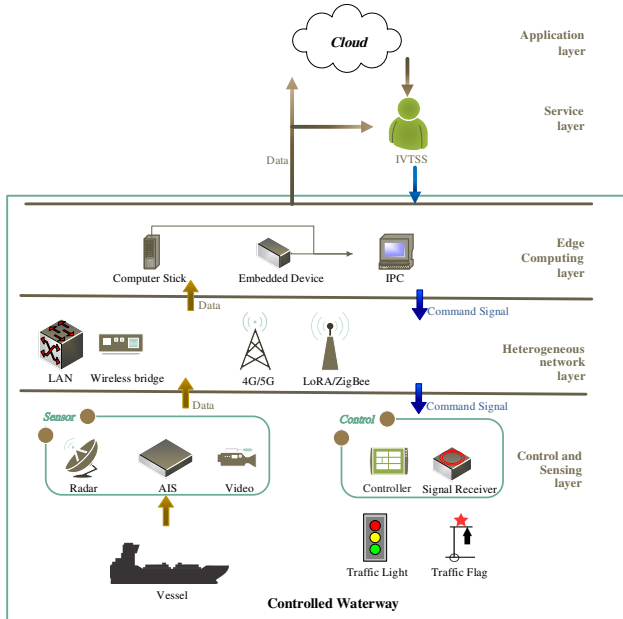 Cloud
Application
layer
Service
layer
Data
IVTSS
Computer Stick
Embedded Device
IPC
Edge
Computing
layer
Data
Command Signal
LAN
Wireless bridge
4G/5G
LoRA/ZigBee
Heterogeneous
network
layer
Data
Command Signal
Sensor
Control
Radar
AIS
Video
Controller
Signal Receiver
Control and
Sensing
layer
Traffic Light
Traffic Flag
Vessel
Controlled Waterway